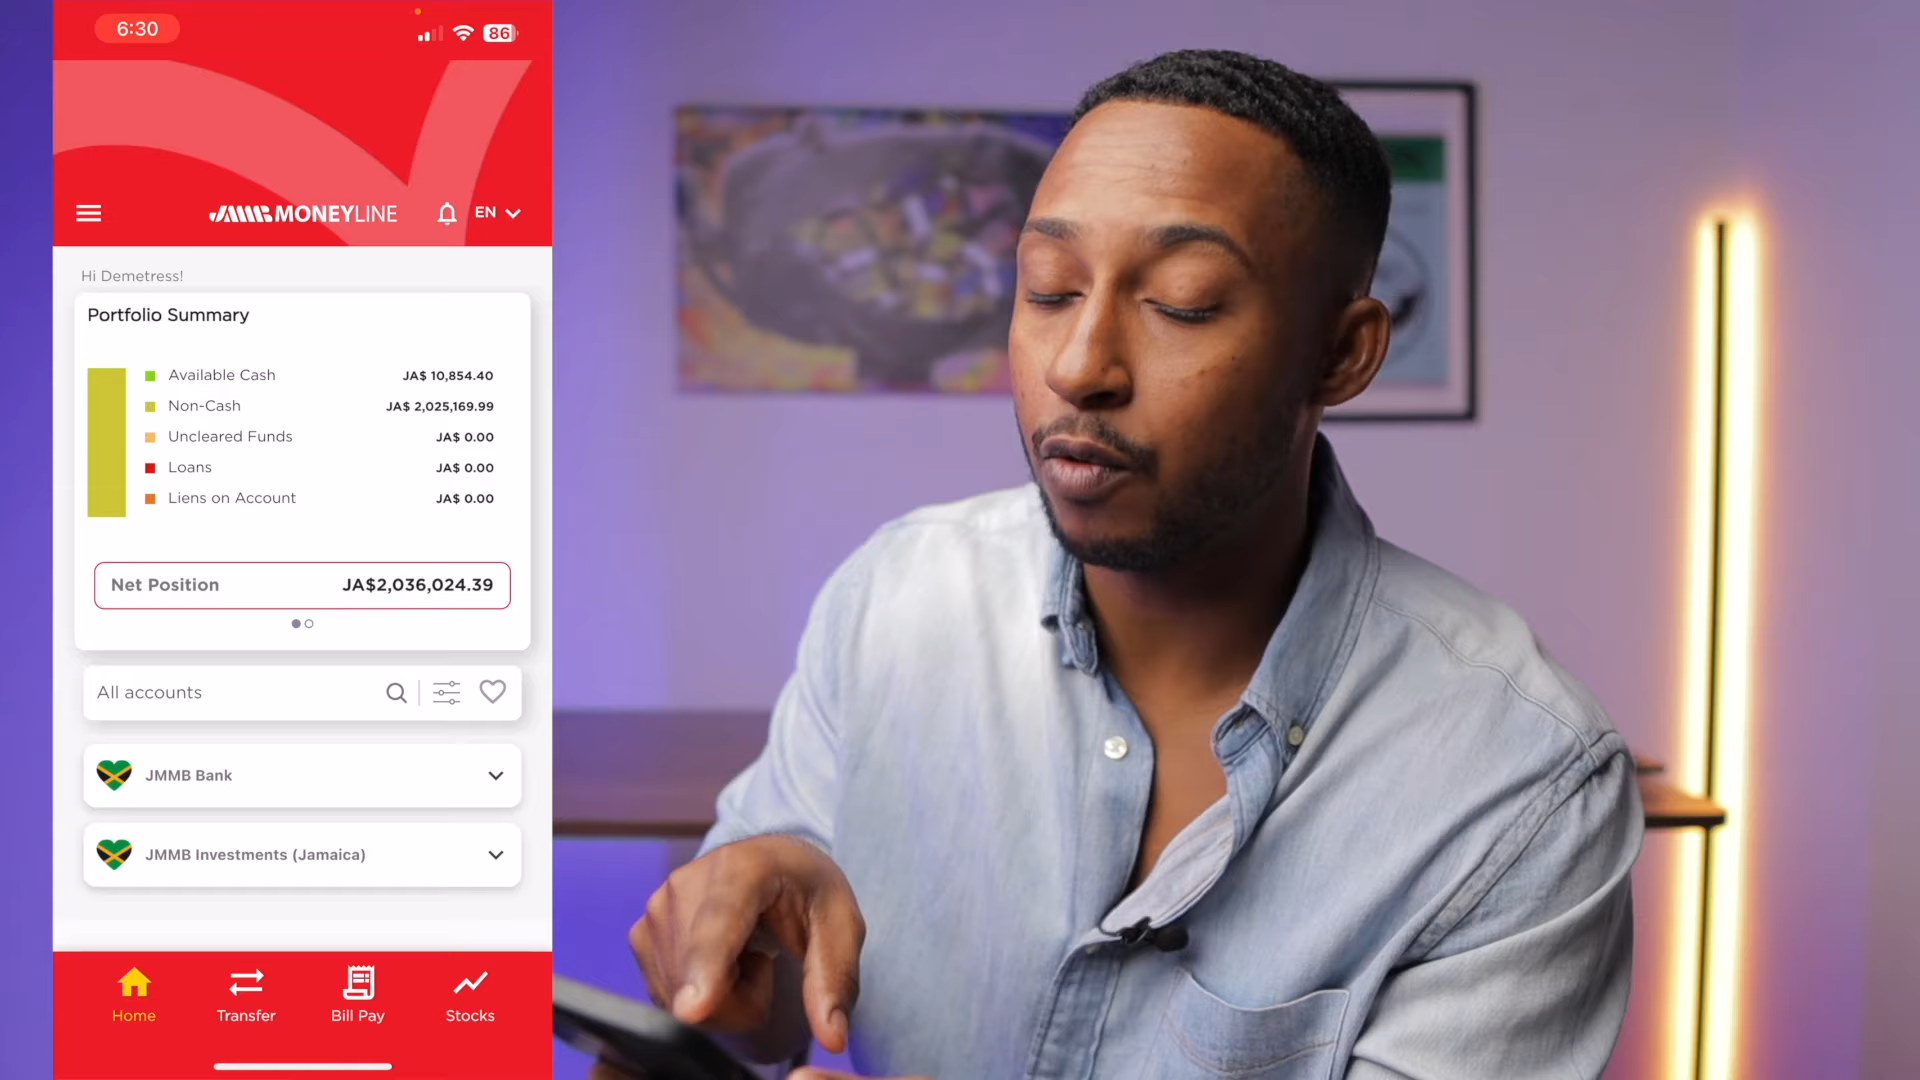 6:30
86
JMMB MONEYLINE
EN
Hi Demetress!
Portfolio Summary
Available Cash JA$ 10,854.40
Non-Cash JA$ 2,025,169.99
Uncleared Funds JA$ 0.00
Loans JA$ 0.00
Liens on Account JA$ 0.00
Net Position JA$2,036,024.39
All accounts
JMMB Bank
JMMB Investments (Jamaica)
Home Transfer Bill Pay Stocks